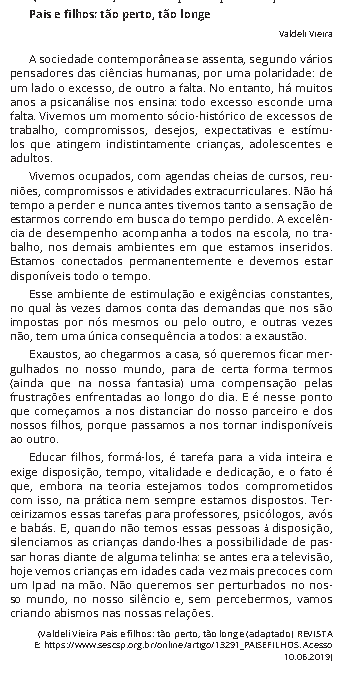 Pais e filhos: tão perto, tão longe
Valdeli Vieira
A sociedade contemporânea se assenta, segundo vários
pensadores das ciências humanas, por uma polaridade: de
um lado o excesso, de outro a falta. No entanto, há muitos
anos a psicanálise nos ensina: todo excesso esconde uma
falta. Vivemos um momento sócio-histórico de excessos de
trabalho, compromissos, desejos, expectativas e estímu-
los que atingem indistintamente crianças, adolescentes e
adultos.
Vivemos ocupados, com agendas cheias de cursos, reu-
niões, compromissos e atividades extracurriculares. Não há
tempo a perder e nunca antes tivemos tanto a sensação de
estarmos correndo em busca do tempo perdido. A excelên-
cia de desempenho acompanha a todos na escola, no tra-
balho, nos demais ambientes em que estamos inseridos.
Estamos conectados permanentemente e devemos estar
disponíveis todo o tempo.
Esse ambiente de estimulação e exigências constantes,
no qual às vezes damos conta das demandas que nos são
impostas por nós mesmos ou pelo outro, e outras vezes
não, tem uma única consequência a todos: a exaustão.
Exaustos, ao chegarmos a casa, só queremos ficar mer-
gulhados no nosso mundo, para de certa forma termos
(ainda que na nossa fantasia) uma compensação pelas
frustrações enfrentadas ao longo do dia. E é nesse ponto
que começamos a nos distanciar do nosso parceiro e dos
nossos filhos, porque passamos a nos tornar indisponíveis
ao outro.
Educar filhos, formá-los, é tarefa para a vida inteira e
exige disposição, tempo, vitalidade e dedicação, e o fato é
que, embora na teoria estejamos todos comprometidos
com isso, na prática nem sempre estamos dispostos. Ter-
ceirizamos essas tarefas para professores, psicólogos, avós
e babás. E, quando não temos essas pessoas à disposição,
silenciamos as crianças dando-lhes a possibilidade de pas-
sar horas diante de alguma telinha: se antes era a televisão,
hoje vemos crianças em idades cada vez mais precoces com
um Ipad na mão. Não queremos ser perturbados no nos-
so mundo, no nosso silêncio e, sem percebermos, vamos
criando abismos nas nossas relações.
(Valdeli Vieira Pais e filhos: tão perto, tão longe (adaptado) REVISTA
E: https://www.sescsp.org.br/online/artigo/13291_PAISEFILHOS. Acesso
10.06.2019)